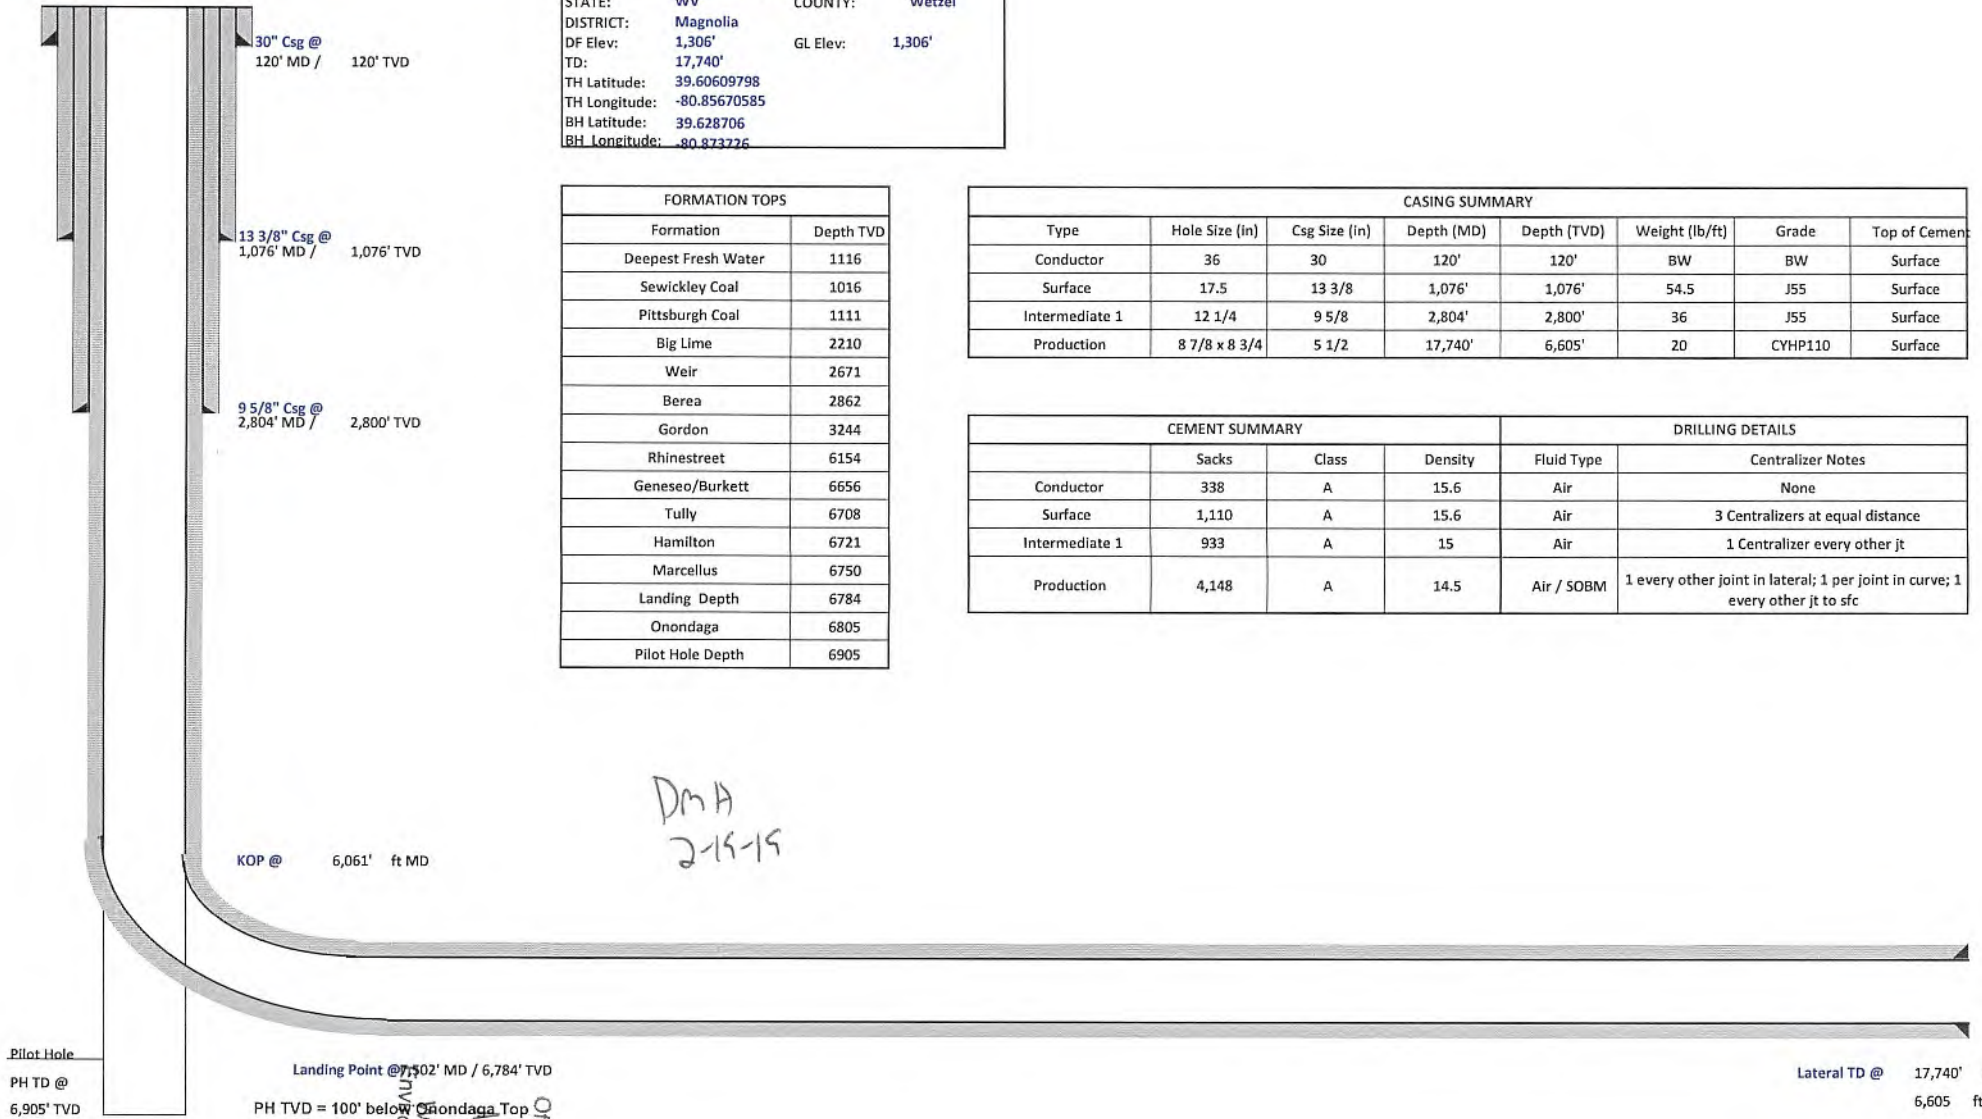 STATE: WV COUNTY: Wetzel
DISTRICT: Magnolia
DF Elev: 1,306' GL Elev: 1,306'
TD: 17,740'
TH Latitude: 39.60609798
TH Longitude: -80.85670585
BH Latitude: 39.628706
BH Longitude: -80.873726
30" Csg @
120' MD / 120' TVD
13 3/8" Csg @
1,076' MD / 1,076' TVD
9 5/8" Csg @
2,804' MD / 2,800' TVD
FORMATION TOPS
Formation Depth TVD
Deepest Fresh Water 1116
Sewickley Coal 1016
Pittsburgh Coal 1111
Big Lime 2210
Weir 2671
Berea 2862
Gordon 3244
Rhinestreet 6154
Geneseo/Burkett 6656
Tully 6708
Hamilton 6721
Marcellus 6750
Landing Depth 6784
Onondaga 6805
Pilot Hole Depth 6905
CASING SUMMARY
Type Hole Size (in) Csg Size (in) Depth (MD) Depth (TVD) Weight (lb/ft) Grade Top of Cement
Conductor 36 30 120' 120' BW BW Surface
Surface 17.5 13 3/8 1,076' 1,076' 54.5 J55 Surface
Intermediate 1 12 1/4 9 5/8 2,804' 2,800' 36 J55 Surface
Production 8 7/8 x 8 3/4 5 1/2 17,740' 6,605' 20 CYHP110 Surface
CEMENT SUMMARY DRILLING DETAILS
Sacks Class Density Fluid Type Centralizer Notes
Conductor 338 A 15.6 Air None
Surface 1,110 A 15.6 Air 3 Centralizers at equal distance
Intermediate 1 933 A 15 Air 1 Centralizer every other jt
Production 4,148 A 14.5 Air / SOBM 1 every other joint in lateral; 1 per joint in curve; 1
every other jt to sfc
DMA
KOP @ 6,061' ft MD
Pilot Hole
PH TD @
6,905' TVD
Landing Point @ 7,502' MD / 6,784' TVD
PH TVD = 100' below Onondaga Top
Lateral TD @ 17,740'
6,605 ft